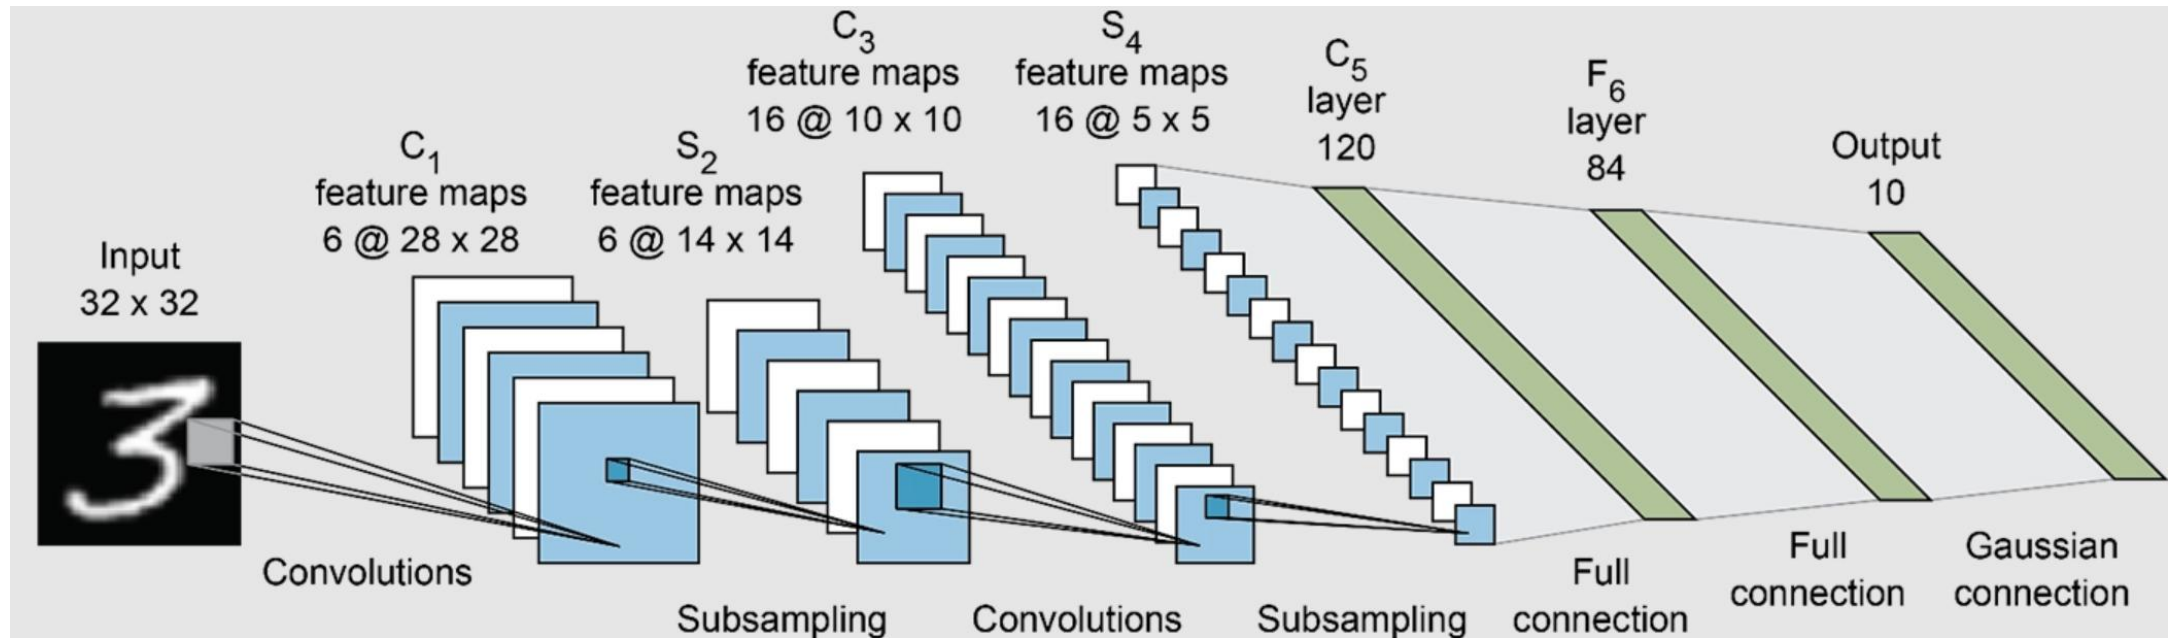 Input
32 x 32
C1
feature maps
6 @ 28 x 28
S2
feature maps
6 @ 14 x 14
C3
feature maps
16 @ 10 x 10
S4
feature maps
16 @ 5 x 5
C5
layer
120
F6
layer
84
Output
10
3
Convolutions
Subsampling
Convolutions
Subsampling
Full
connection
Full
connection
Gaussian
connection